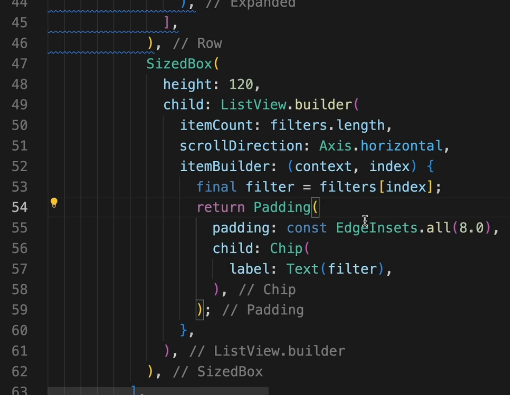 44 ), // Expanded
45 ],
46 ), // Row
47 SizedBox(
48 height: 120,
49 child: ListView.builder(
50 itemCount: filters.length,
51 scrollDirection: Axis.horizontal,
52 itemBuilder: (context, index) {
53 final filter = filters[index];
54 return Padding(
55 padding: const EdgeInsets.all(8.0),
56 child: Chip(
57 label: Text(filter),
58 ), // Chip
59 ); // Padding
60 },
61 ), // ListView.builder
62 ), // SizedBox
63 ],